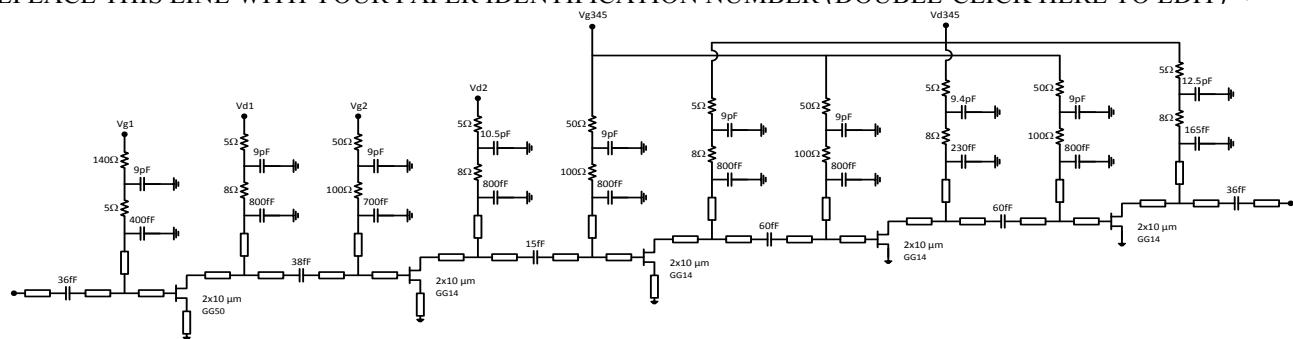 REPLACE THIS LINE WITH YOUR PAPER IDENTIFICATION NUMBER (DOUBLE-CLICK HERE TO EDIT)
Vg345
Vd345
Vd2
Vd1
Vg2
Vg1
140Ω
9pF
5Ω
400fF
5Ω
9pF
8Ω
800fF
50Ω
9pF
100Ω
700fF
5Ω
10.5pF
8Ω
800fF
50Ω
9pF
100Ω
800fF
5Ω
9pF
8Ω
800fF
50Ω
9pF
100Ω
800fF
5Ω
9.4pF
8Ω
230fF
50Ω
9pF
100Ω
800fF
5Ω
12.5pF
8Ω
165fF
36fF
38fF
15fF
60fF
60fF
36fF
2x10 µm
GG50
2x10 µm
GG14
2x10 µm
GG14
2x10 µm
GG14
2x10 µm
GG14